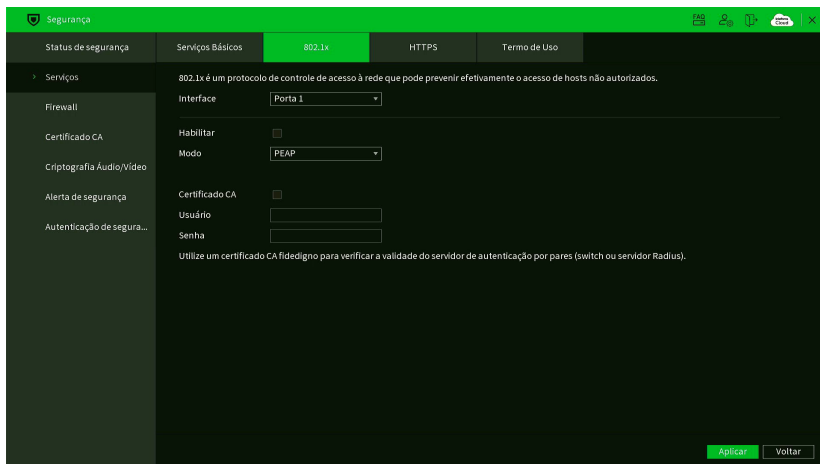 Segurança
FAQ
intelbras
Cloud
Status de segurança
Serviços Básicos
802.1x
HTTPS
Termo de Uso
Serviços
Firewall
Certificado CA
Criptografia Áudio/Vídeo
Alerta de segurança
Autenticação de segura...
802.1x é um protocolo de controle de acesso à rede que pode prevenir efetivamente o acesso de hosts não autorizados.
Interface
Porta 1
Habilitar
Modo
PEAP
Certificado CA
Usuário
Senha
Utilize um certificado CA fidedigno para verificar a validade do servidor de autenticação por pares (switch ou servidor Radius).
Aplicar
Voltar